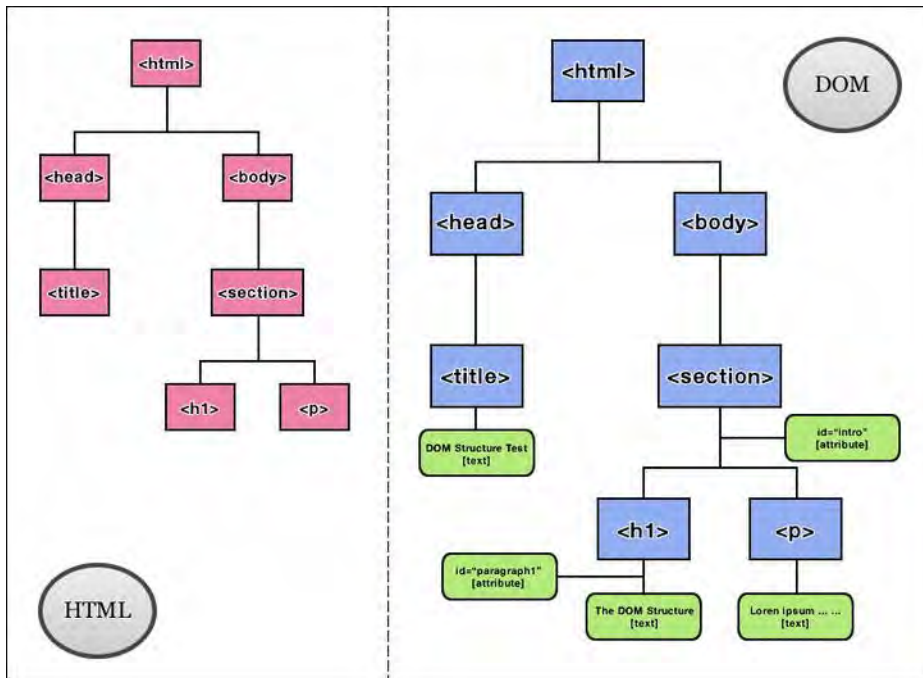 <html>
<head>
<body>
<title>
<section>
<h1>
<p>
HTML
<html>
DOM
<head>
<body>
<title>
<section>
DOM Structure Test
[text]
id="intro"
[attribute]
<h1>
<p>
id="paragraph1"
[attribute]
The DOM Structure
[text]
Loren Ipsum ... ...
[text]